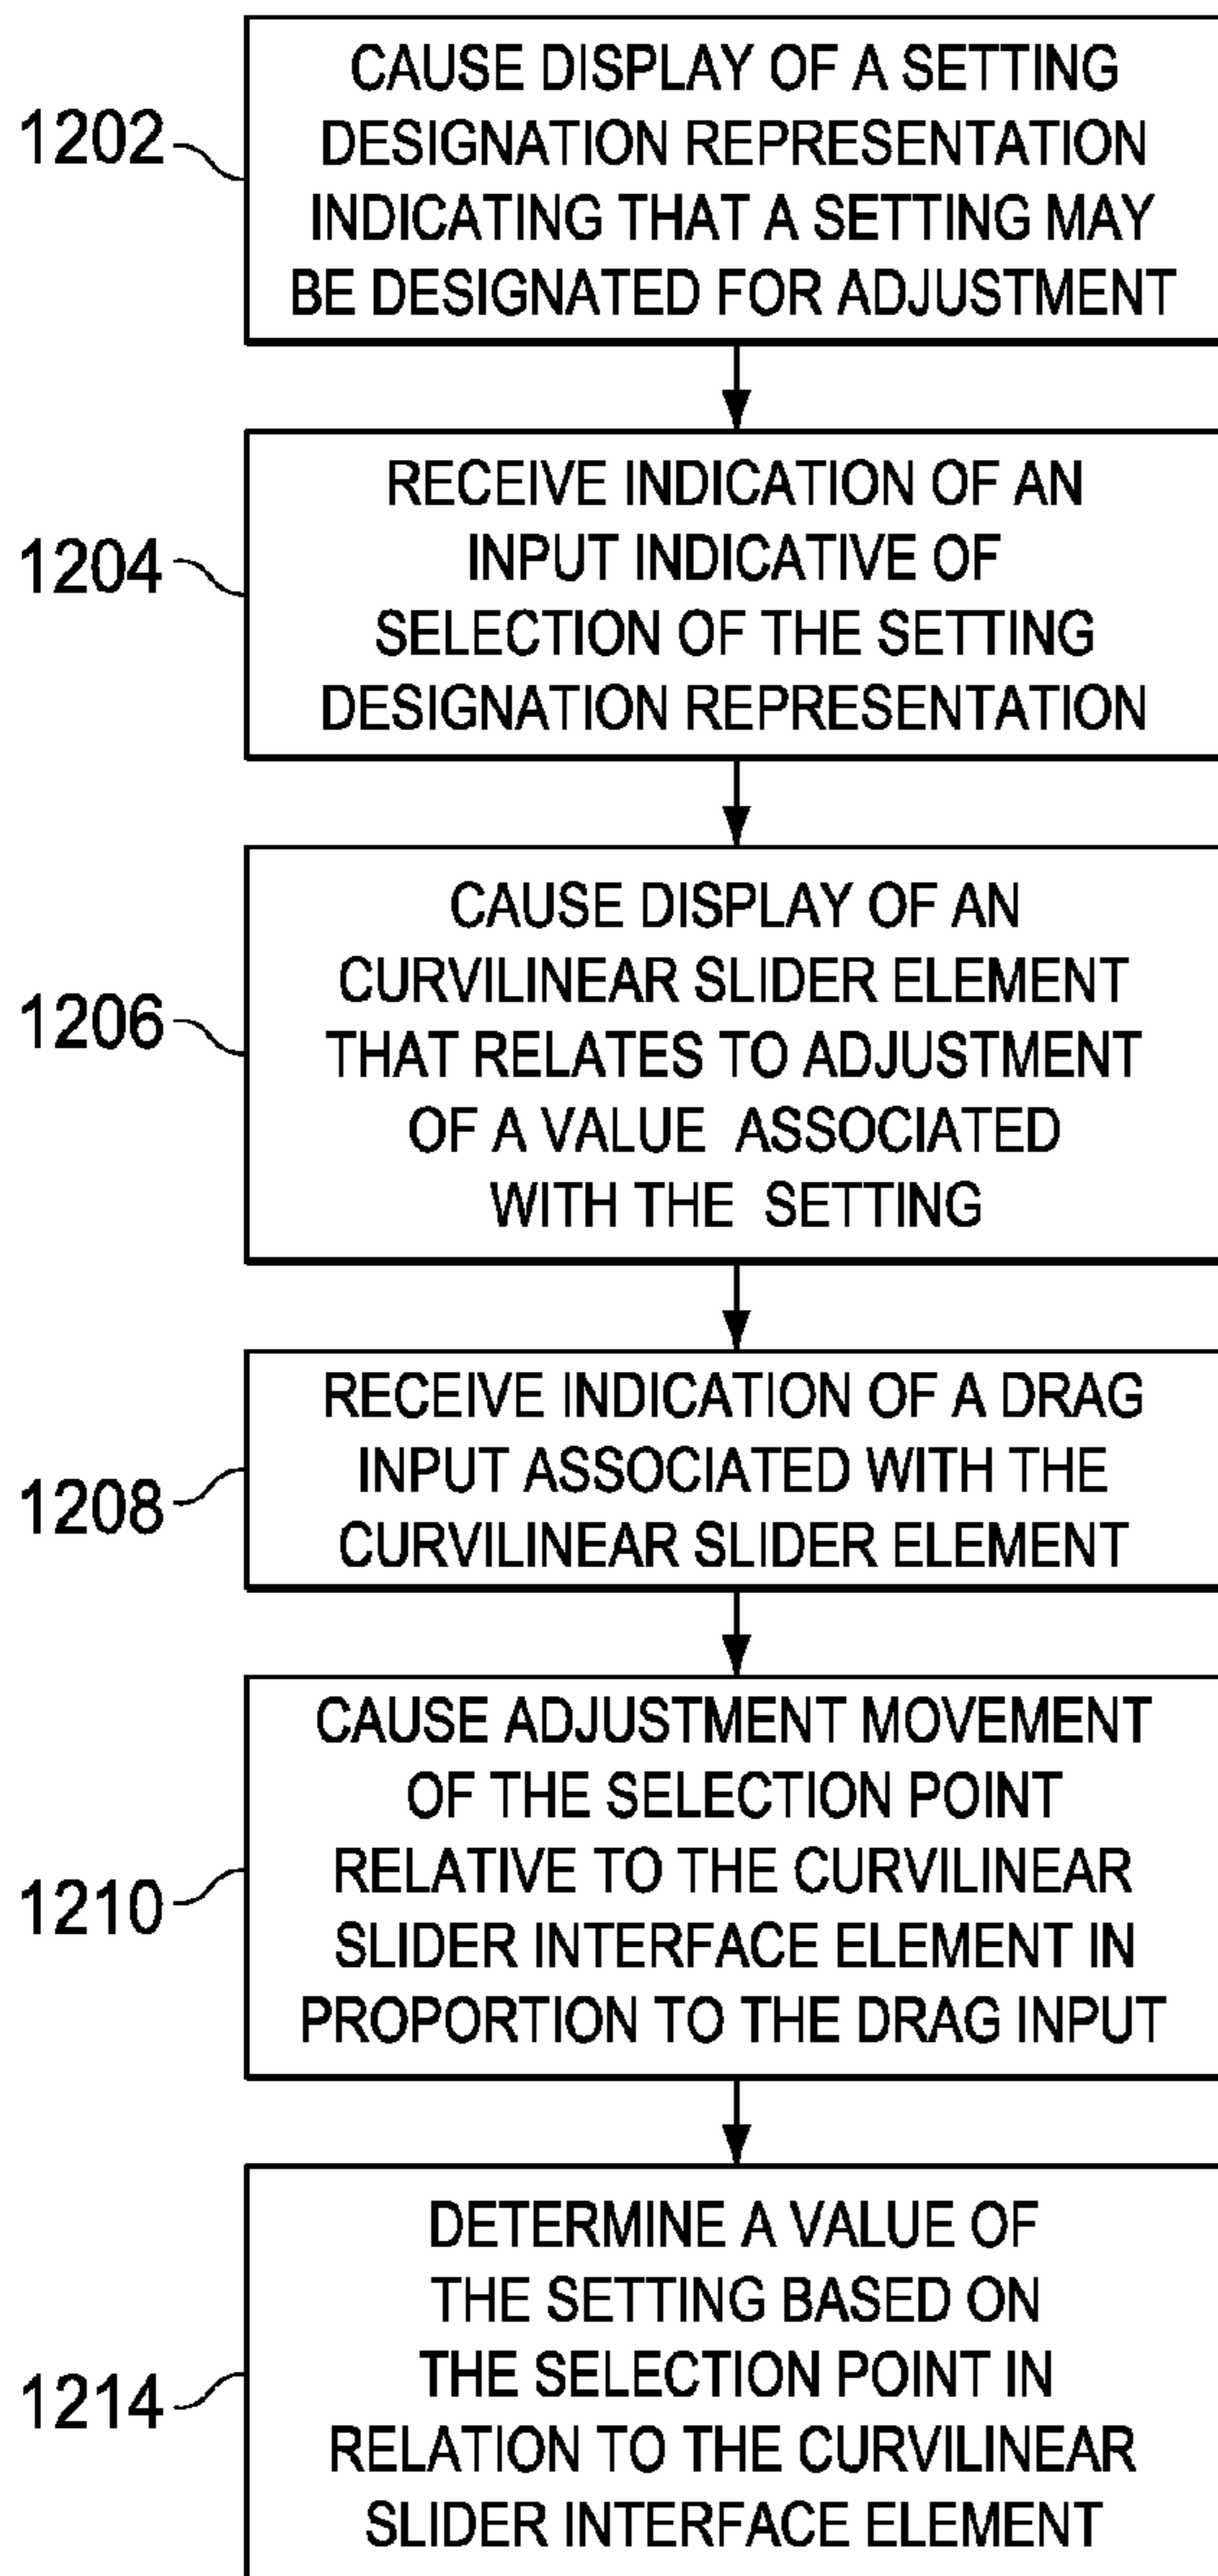 1202
CAUSE DISPLAY OF A SETTING
DESIGNATION REPRESENTATION
INDICATING THAT A SETTING MAY
BE DESIGNATED FOR ADJUSTMENT
1204
RECEIVE INDICATION OF AN
INPUT INDICATIVE OF
SELECTION OF THE SETTING
DESIGNATION REPRESENTATION
1206
CAUSE DISPLAY OF AN
CURVILINEAR SLIDER ELEMENT
THAT RELATES TO ADJUSTMENT
OF A VALUE ASSOCIATED
WITH THE SETTING
1208
RECEIVE INDICATION OF A DRAG
INPUT ASSOCIATED WITH THE
CURVILINEAR SLIDER ELEMENT
1210
CAUSE ADJUSTMENT MOVEMENT
OF THE SELECTION POINT
RELATIVE TO THE CURVILINEAR
SLIDER INTERFACE ELEMENT IN
PROPORTION TO THE DRAG INPUT
1214
DETERMINE A VALUE OF
THE SETTING BASED ON
THE SELECTION POINT IN
RELATION TO THE CURVILINEAR
SLIDER INTERFACE ELEMENT